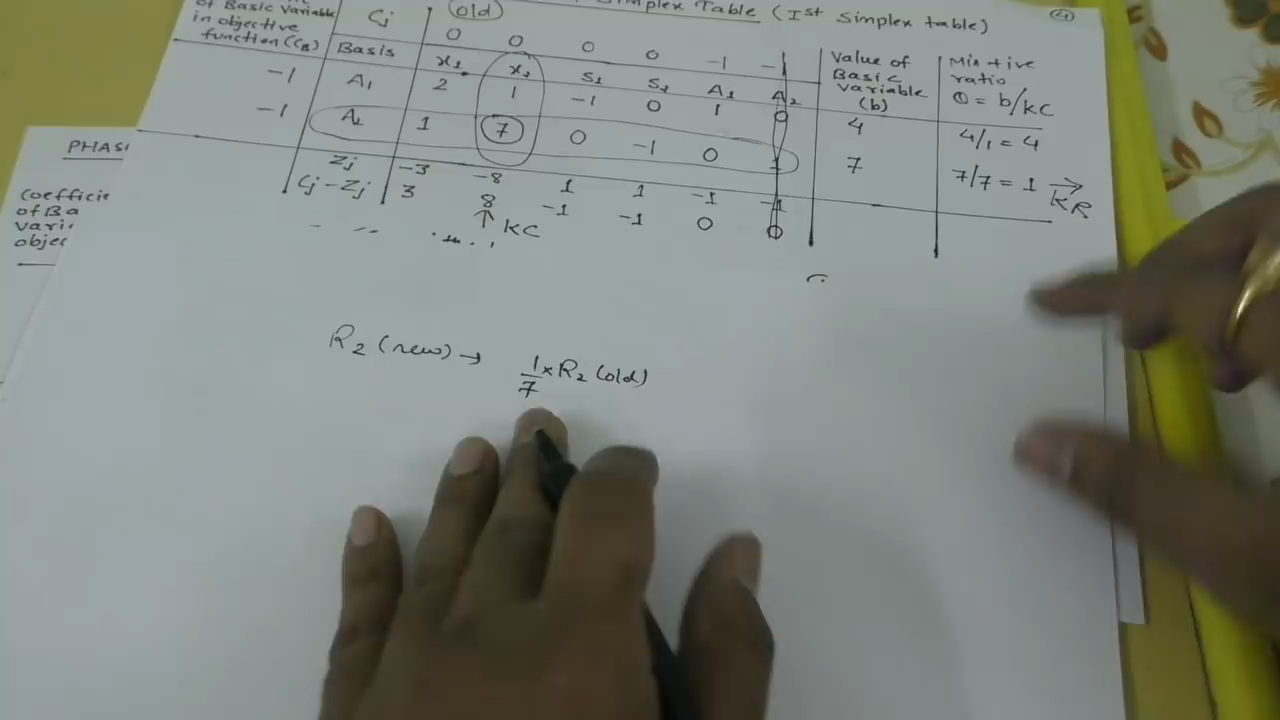 of Basic Variable
in objective
function (CB)
Cj
old
Simplex Table (Ist Simplex table)
4
0 0 0 0 -1 -1
Basis x1 x2 S1 S2 A1 A2
Value of
Basic
variable
(b)
Min +ive
ratio
θ = b/KC
-1 A1 2 1 -1 0 1 0 4 4/1 = 4
-1 A2 1 7 0 -1 0 1 7 7/7 = 1 KR
Zj -3 -8 1 1 -1 -1
Cj - Zj 3 8 -1 -1 0 0
↑ KC
PHAS
Coefficie
of Ba
vari
objec
R2 (new) → 1/7 × R2 (old)